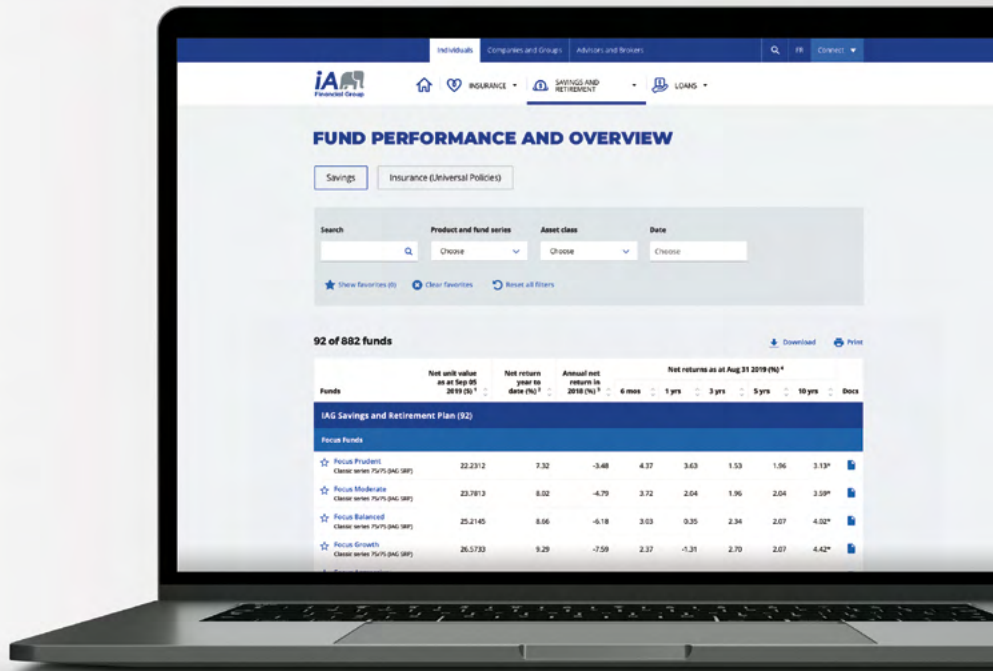 Individuals Companies and Groups Advisors and Brokers FR Connect
iA
Financial Group
INSURANCE SAVINGS AND RETIREMENT LOANS
FUND PERFORMANCE AND OVERVIEW
Savings Insurance (Universal Policies)
Search Product and fund series Asset class Date
Choose Choose Choose
Show favorites (0) Clear favorites Reset all filters
92 of 882 funds Download Print
Net returns as at Aug 31 2019 (%) 4
Funds Net unit value as at Sep 05 2019 ($) 1 Net return year to date (%) 2 Annual net return in 2018 (%) 3 6 mos 1 yrs 3 yrs 5 yrs 10 yrs Docs
IAG Savings and Retirement Plan (92)
Focus Funds
Focus Prudent 22.2312 7.32 -3.48 4.37 3.63 1.53 1.96 3.13*
Classic series 75/75 (IAG SRP)
Focus Moderate 23.7813 8.02 -4.79 3.72 2.04 1.96 2.04 3.59*
Classic series 75/75 (IAG SRP)
Focus Balanced 25.2145 8.66 -6.18 3.03 0.35 2.34 2.07 4.02*
Classic series 75/75 (IAG SRP)
Focus Growth 26.5733 9.29 -7.59 2.37 -1.31 2.70 2.07 4.42*
Classic series 75/75 (IAG SRP)